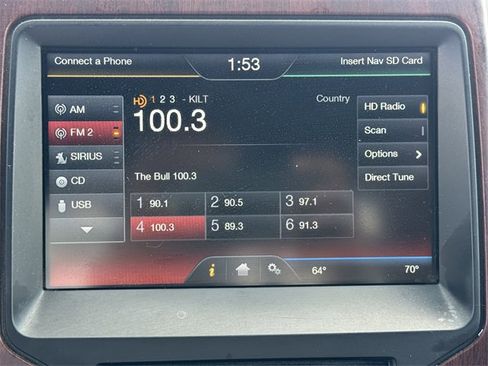 Connect a Phone 1:53 Insert Nav SD Card
AM
HD 1 2 3 - KILT Country
100.3
HD Radio
FM 2
Scan
SIRIUS
Options
CD
The Bull 100.3
Direct Tune
USB
1 90.1 2 90.5 3 97.1
4 100.3 5 89.3 6 91.3
i 64° 70°